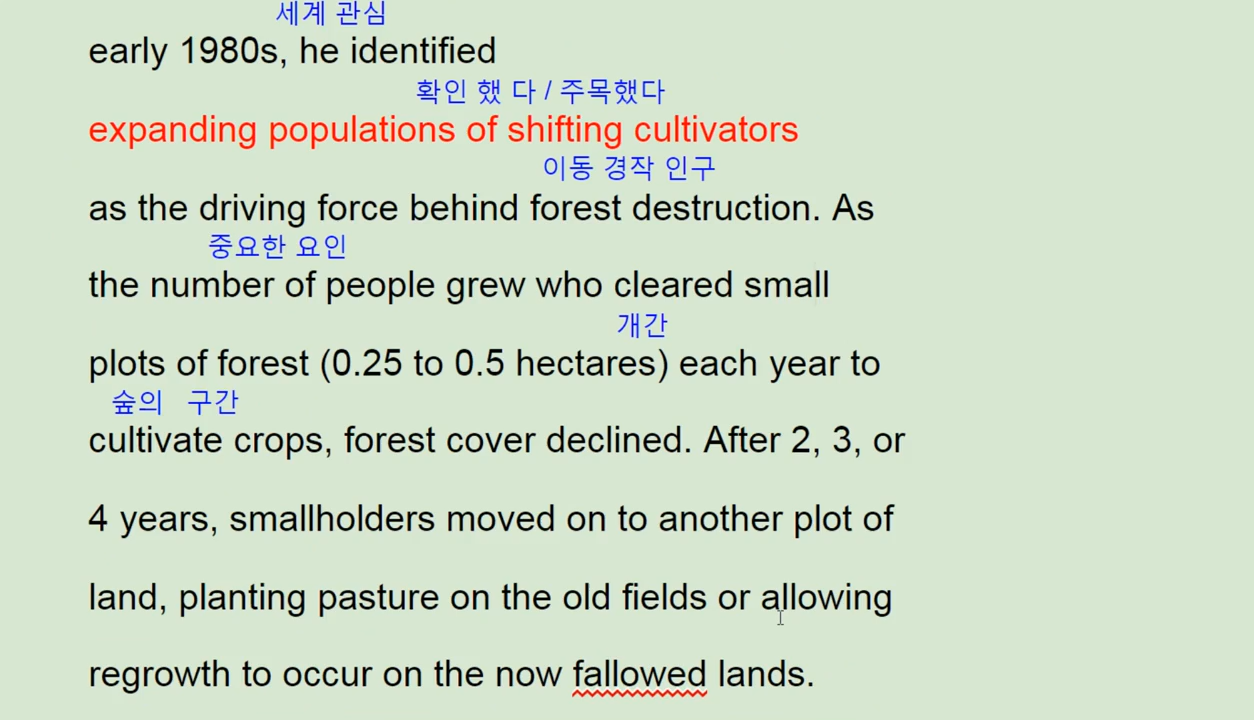 세계 관심
early 1980s, he identified
확인 했 다 / 주목했다
expanding populations of shifting cultivators
이동 경작 인구
as the driving force behind forest destruction. As
중요한 요인
the number of people grew who cleared small
개간
plots of forest (0.25 to 0.5 hectares) each year to
숲의 구간
cultivate crops, forest cover declined. After 2, 3, or
4 years, smallholders moved on to another plot of
land, planting pasture on the old fields or allowing
regrowth to occur on the now fallowed lands.